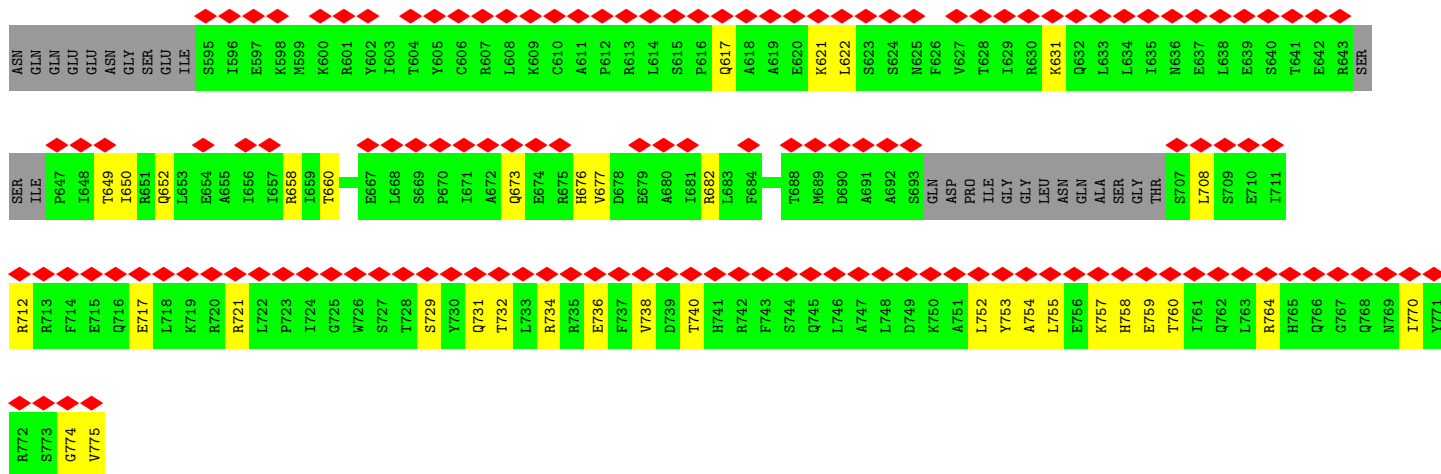 ASN GLN GLN GLU GLU ASN GLY SER GLU ILE S595 I596 E597 K598 M599 K600 R601 Y602 I603 T604 Y605 C606 R607 L608 K609 C610 A611 P612 R613 L614 S615 P616 Q617 A618 A619 E620 K621 L622 S623 S624 N625 F626 V627 T628 I629 R630 K631 Q632 L633 L634 I635 N636 E637 L638 E639 S640 T641 E642 R643 SER
SER ILE P647 I648 T649 I650 R651 Q652 L653 E654 A655 I656 I657 R658 I659 T660 E667 L668 S669 P670 I671 A672 Q673 E674 R675 H676 V677 D678 E679 A680 I681 R682 L683 F684 T688 M689 D690 A691 A692 S693 GLN ASP PRO ILE GLY GLY LEU ASN GLN ALA SER GLY THR S707 L708 S709 E710 I711
R712 R713 F714 E715 Q716 E717 L718 K719 R720 R721 L722 P723 I724 G725 W726 S727 T728 S729 Y730 Q731 T732 L733 R734 R735 E736 F737 V738 D739 T740 H741 R742 F743 S744 Q745 L746 A747 L748 D749 K750 A751 L752 Y753 A754 L755 E756 K757 H758 E759 T760 I761 Q762 L763 R764 H765 Q766 G767 Q768 N769 I770 Y771
R772 S773 G774 V775